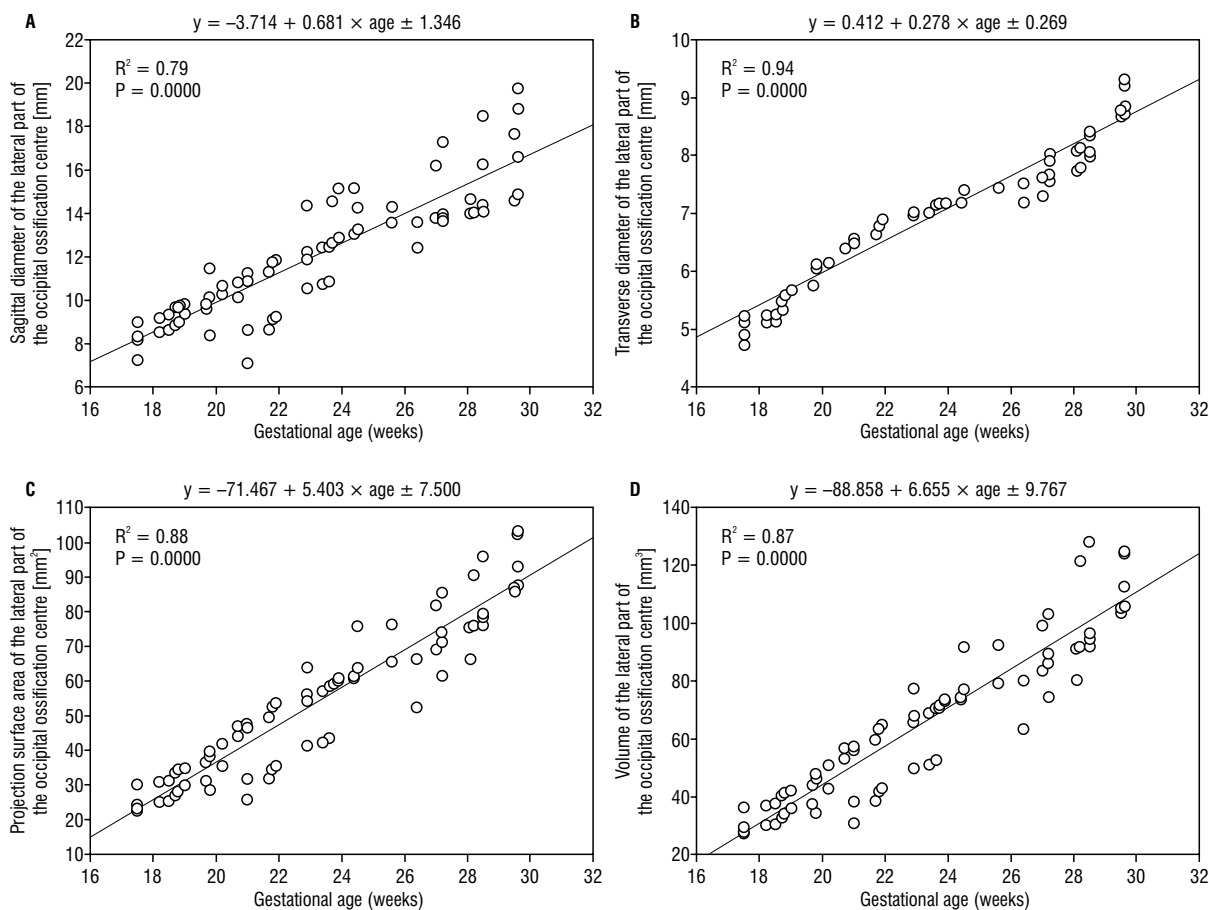 A
y = –3.714 + 0.681 × age ± 1.346
R² = 0.79
P = 0.0000
Sagittal diameter of the lateral part of
the occipital ossification centre [mm]
22
20
18
16
14
12
10
8
6
16 18 20 22 24 26 28 30 32
Gestational age (weeks)
B
y = 0.412 + 0.278 × age ± 0.269
R² = 0.94
P = 0.0000
Transverse diameter of the lateral part of
the occipital ossification centre [mm]
10
9
8
7
6
5
4
16 18 20 22 24 26 28 30 32
Gestational age (weeks)
C
y = –71.467 + 5.403 × age ± 7.500
R² = 0.88
P = 0.0000
Projection surface area of the lateral part of
the occipital ossification centre [mm²]
110
100
90
80
70
60
50
40
30
20
10
16 18 20 22 24 26 28 30 32
Gestational age (weeks)
D
y = –88.858 + 6.655 × age ± 9.767
R² = 0.87
P = 0.0000
Volume of the lateral part of
the occipital ossification centre [mm³]
140
120
100
80
60
40
20
16 18 20 22 24 26 28 30 32
Gestational age (weeks)